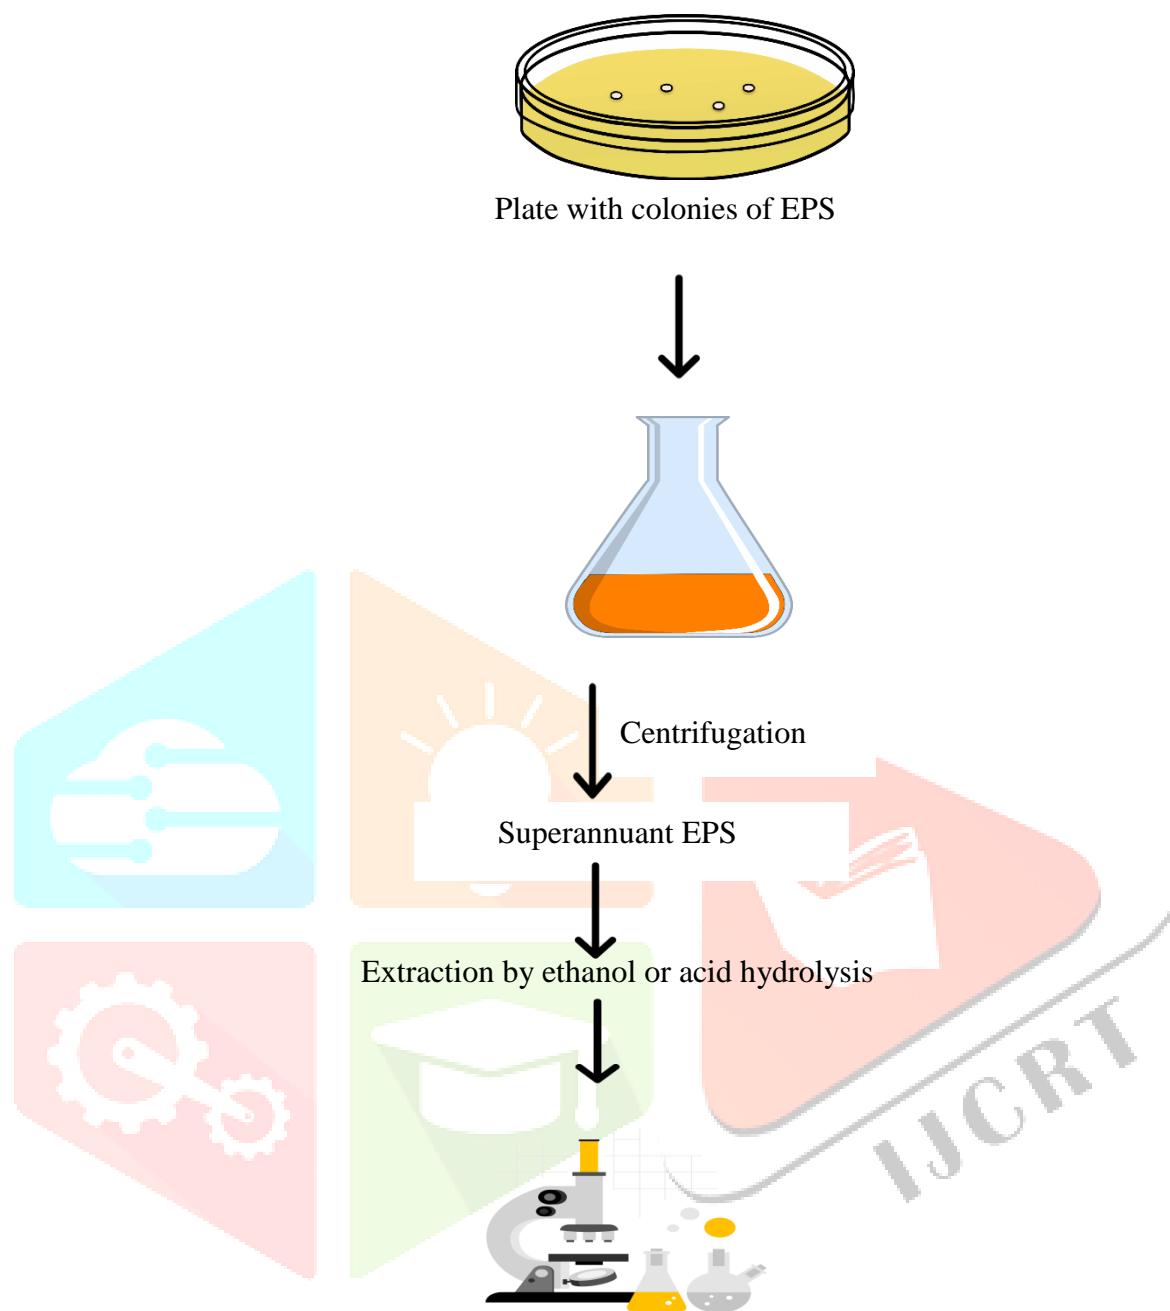 Plate with colonies of EPS
Centrifugation
Superannuant EPS
Extraction by ethanol or acid hydrolysis
IJCRT